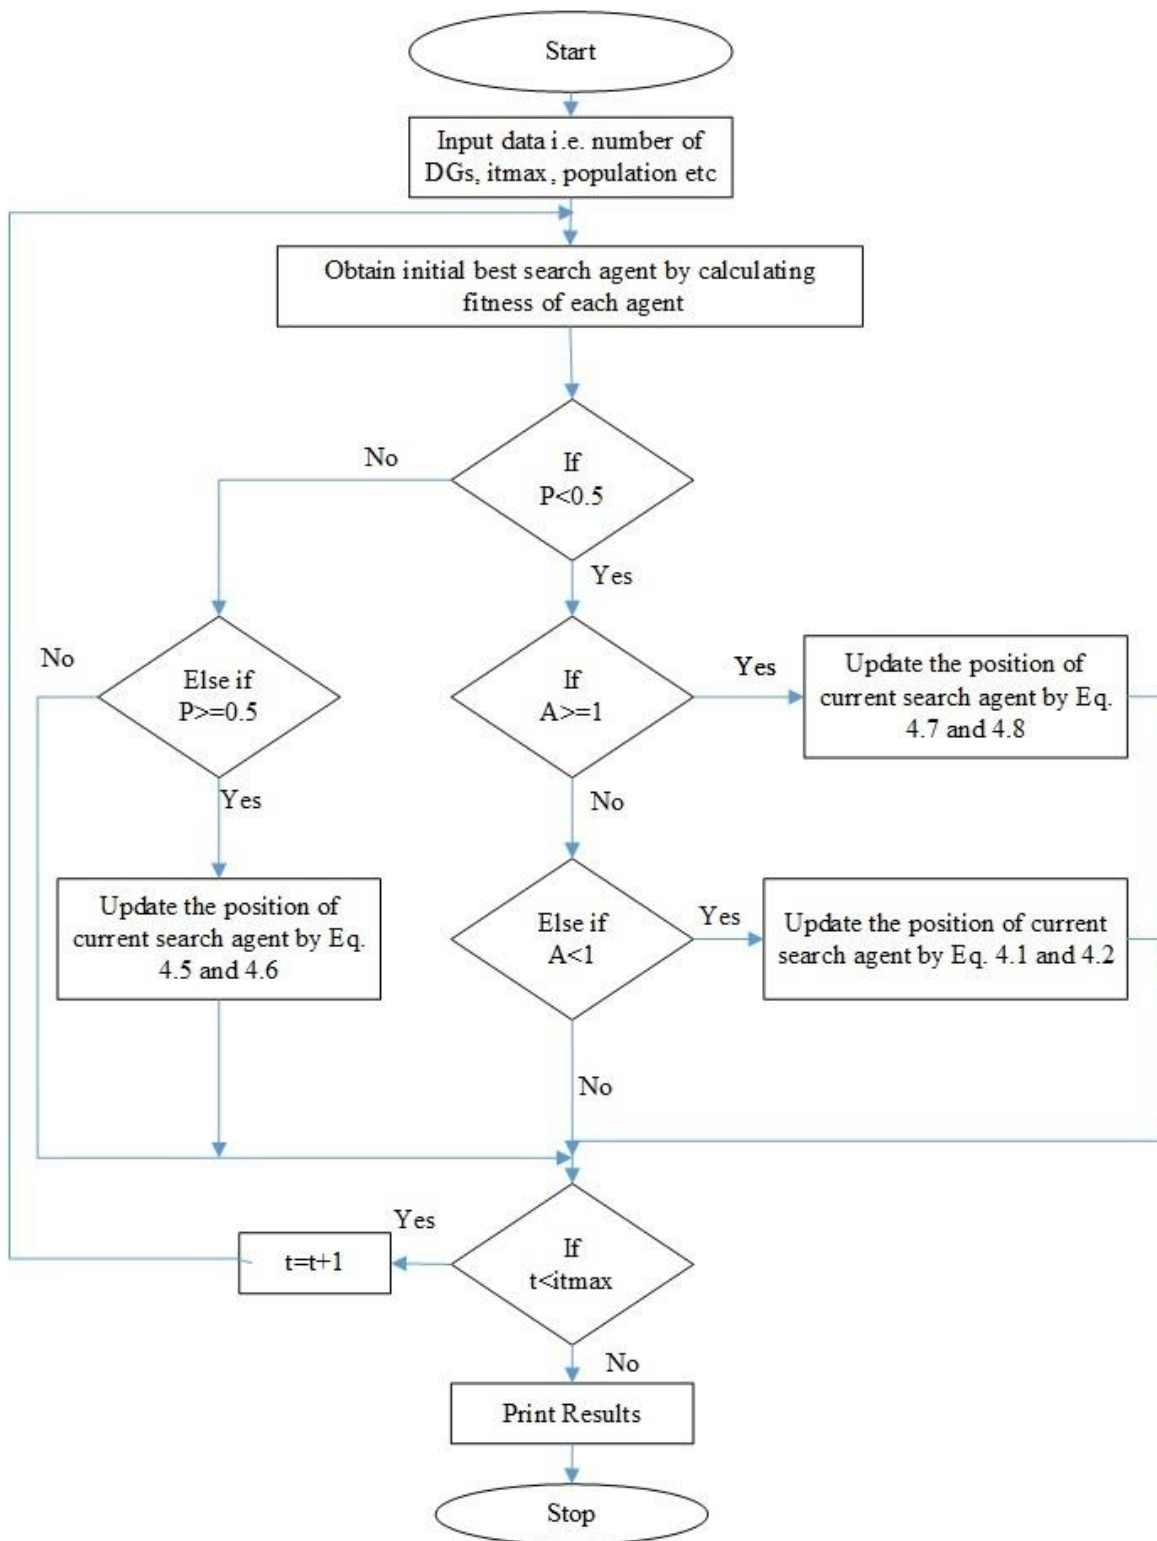 Start
Input data i.e. number of
DGs, itmax, population etc
Obtain initial best search agent by calculating
fitness of each agent
No
If
P<0.5
Yes
No
Else if
P>=0.5
If
A>=1
Yes
Update the position of
current search agent by Eq.
4.7 and 4.8
Yes
No
Update the position of
current search agent by Eq.
4.5 and 4.6
Else if
A<1
Yes
Update the position of current
search agent by Eq. 4.1 and 4.2
No
Yes
t=t+1
If
t<itmax
No
Print Results
Stop